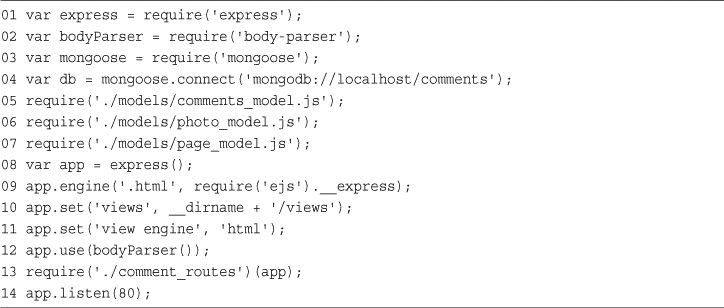 01 var express = require('express');
02 var bodyParser = require('body-parser');
03 var mongoose = require('mongoose');
04 var db = mongoose.connect('mongodb://localhost/comments');
05 require('./models/comments_model.js');
06 require('./models/photo_model.js');
07 require('./models/page_model.js');
08 var app = express();
09 app.engine('.html', require('ejs').__express);
10 app.set('views', __dirname + '/views');
11 app.set('view engine', 'html');
12 app.use(bodyParser());
13 require('./comment_routes')(app);
14 app.listen(80);